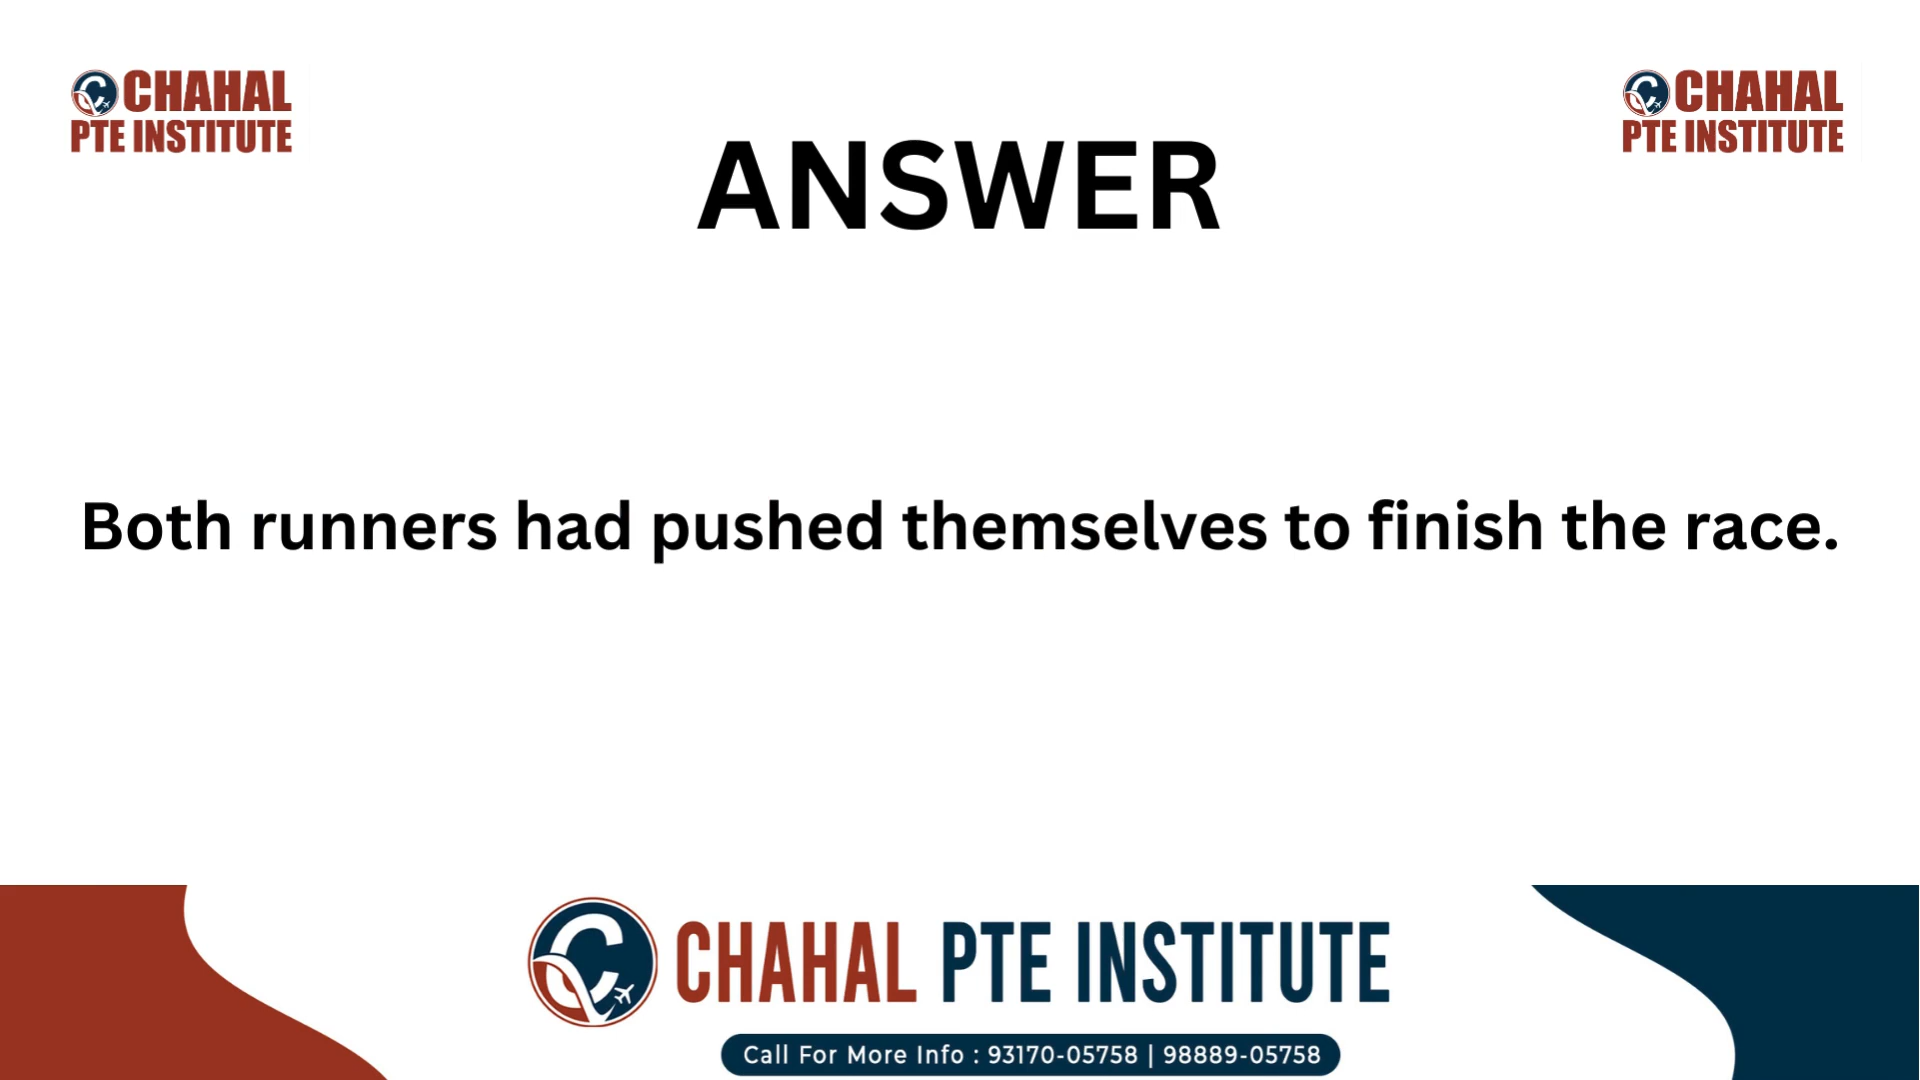 CHAHAL
PTE INSTITUTE
CHAHAL
PTE INSTITUTE
ANSWER
Both runners had pushed themselves to finish the race.
CHAHAL PTE INSTITUTE
Call For More Info : 93170-05758 | 98889-05758